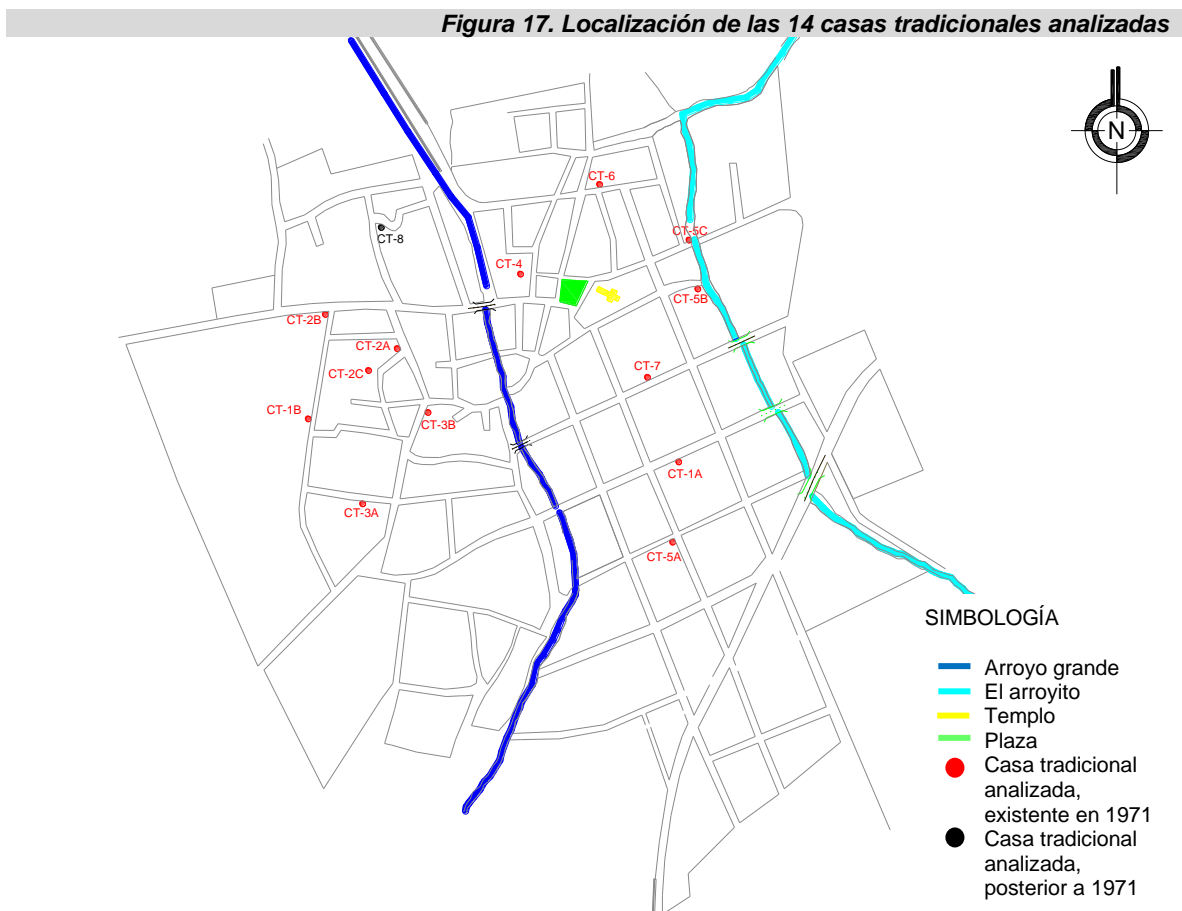 Figura 17. Localización de las 14 casas tradicionales analizadas
N
CT-6
CT-8
CT-5C
CT-4
CT-5B
CT-2B
CT-2A
CT-2C
CT-7
CT-1B
CT-3B
CT-1A
CT-3A
CT-5A
SIMBOLOGÍA
Arroyo grande
El arroyito
Templo
Plaza
Casa tradicional
analizada,
existente en 1971
Casa tradicional
analizada,
posterior a 1971